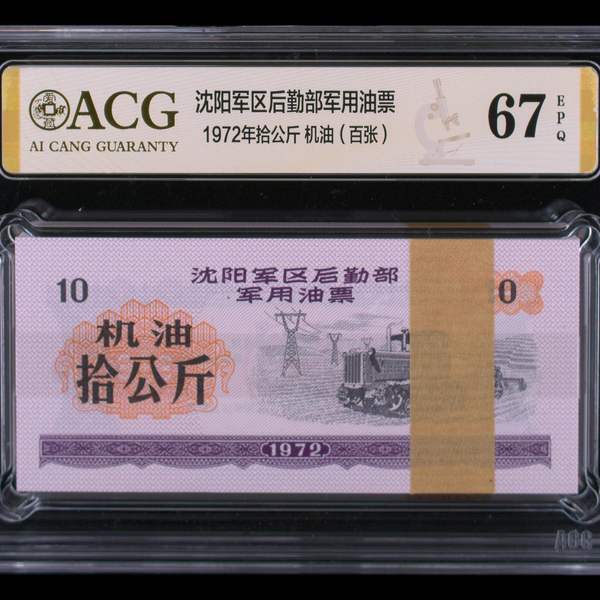 ACG
AI CANG GUARANTY
沈阳军区后勤部军用油票
1972年拾公斤 机油（百张）
67
EPQ
沈阳军区后勤部
军用油票
10
0
机油
拾公斤
1972
ACG